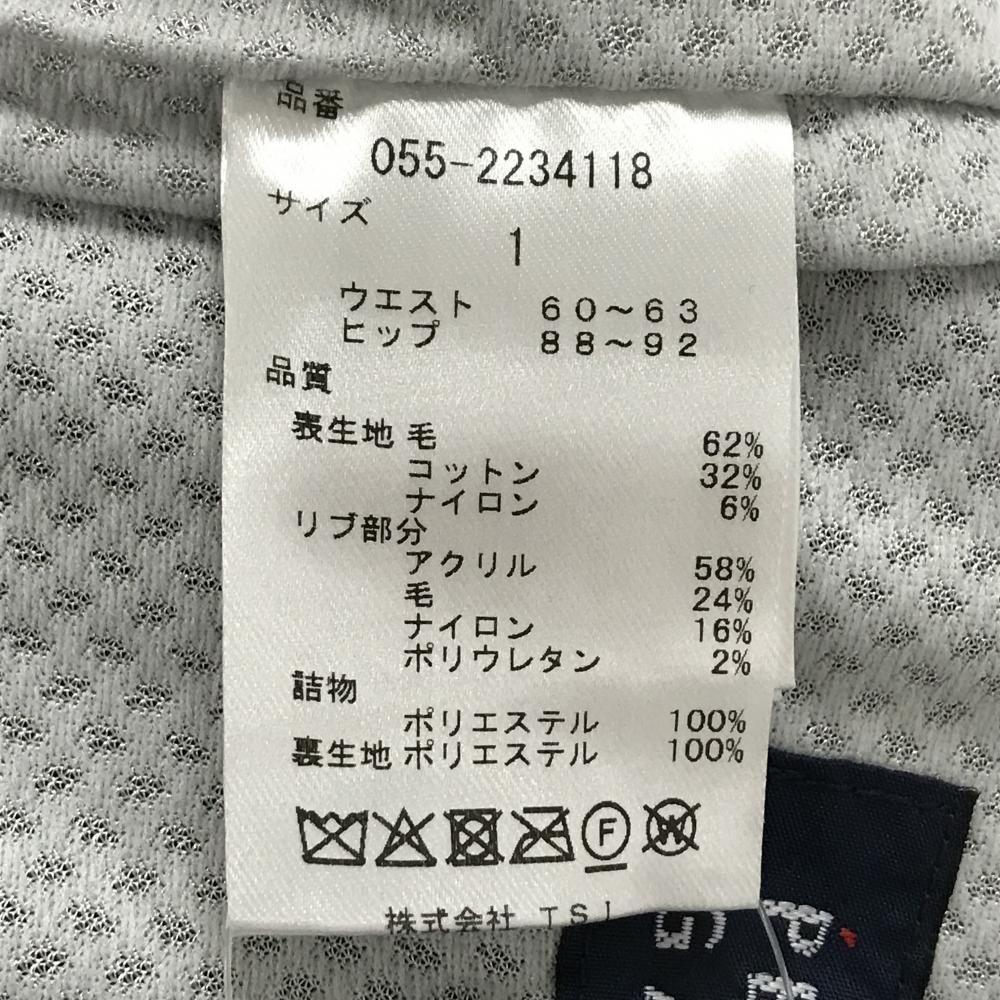 品番
055-2234118
サイズ
1
ウエスト 60～63
ヒップ 88～92
品質
表生地 毛 62%
コットン 32%
ナイロン 6%
リブ部分
アクリル 58%
毛 24%
ナイロン 16%
ポリウレタン 2%
詰物
ポリエステル 100%
裏生地 ポリエステル 100%
F W
株式会社 TSI